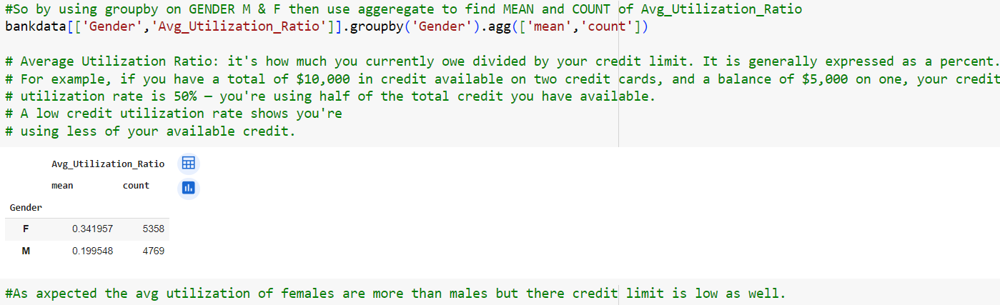 #So by using groupby on GENDER M & F then use aggeregate to find MEAN and COUNT of Avg_Utilization_Ratio
bankdata[['Gender','Avg_Utilization_Ratio']].groupby('Gender').agg(['mean','count'])
# Average Utilization Ratio: it's how much you currently owe divided by your credit limit. It is generally expressed as a percent.
# For example, if you have a total of $10,000 in credit available on two credit cards, and a balance of $5,000 on one, your credit
# utilization rate is 50% — you're using half of the total credit you have available.
# A low credit utilization rate shows you're
# using less of your available credit.
Avg_Utilization_Ratio
mean count
Gender
F 0.341957 5358
M 0.199548 4769
#As axpected the avg utilization of females are more than males but there credit limit is low as well.